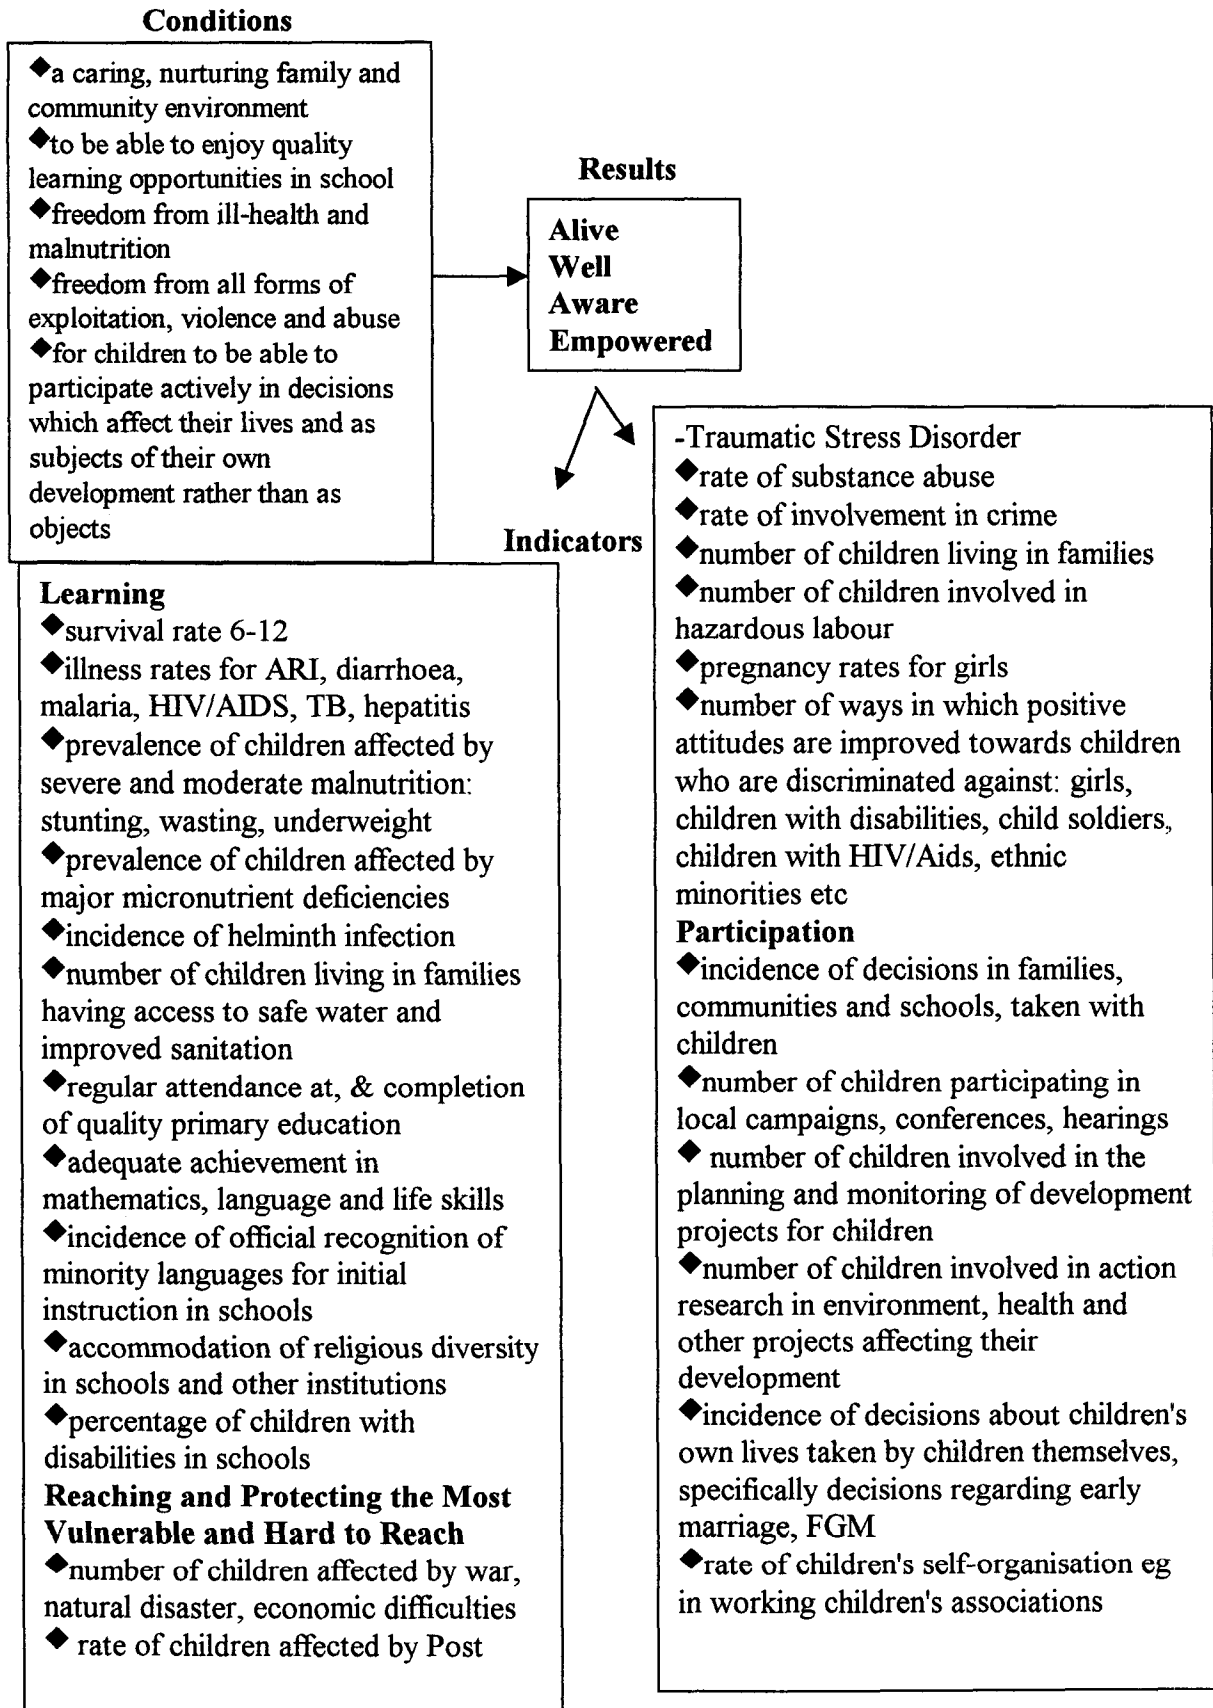 Conditions
◆a caring, nurturing family and
community environment
◆to be able to enjoy quality
learning opportunities in school
◆freedom from ill-health and
malnutrition
◆freedom from all forms of
exploitation, violence and abuse
◆for children to be able to
participate actively in decisions
which affect their lives and as
subjects of their own
development rather than as
objects
Results
Alive
Well
Aware
Empowered
Indicators
Learning
◆survival rate 6-12
◆illness rates for ARI, diarrhoea,
malaria, HIV/AIDS, TB, hepatitis
◆prevalence of children affected by
severe and moderate malnutrition:
stunting, wasting, underweight
◆prevalence of children affected by
major micronutrient deficiencies
◆incidence of helminth infection
◆number of children living in families
having access to safe water and
improved sanitation
◆regular attendance at, & completion
of quality primary education
◆adequate achievement in
mathematics, language and life skills
◆incidence of official recognition of
minority languages for initial
instruction in schools
◆accommodation of religious diversity
in schools and other institutions
◆percentage of children with
disabilities in schools
Reaching and Protecting the Most
Vulnerable and Hard to Reach
◆number of children affected by war,
natural disaster, economic difficulties
◆ rate of children affected by Post
-Traumatic Stress Disorder
◆rate of substance abuse
◆rate of involvement in crime
◆number of children living in families
◆number of children involved in
hazardous labour
◆pregnancy rates for girls
◆number of ways in which positive
attitudes are improved towards children
who are discriminated against: girls,
children with disabilities, child soldiers,
children with HIV/Aids, ethnic
minorities etc
Participation
◆incidence of decisions in families,
communities and schools, taken with
children
◆number of children participating in
local campaigns, conferences, hearings
◆ number of children involved in the
planning and monitoring of development
projects for children
◆number of children involved in action
research in environment, health and
other projects affecting their
development
◆incidence of decisions about children's
own lives taken by children themselves,
specifically decisions regarding early
marriage, FGM
◆rate of children's self-organisation eg
in working children's associations